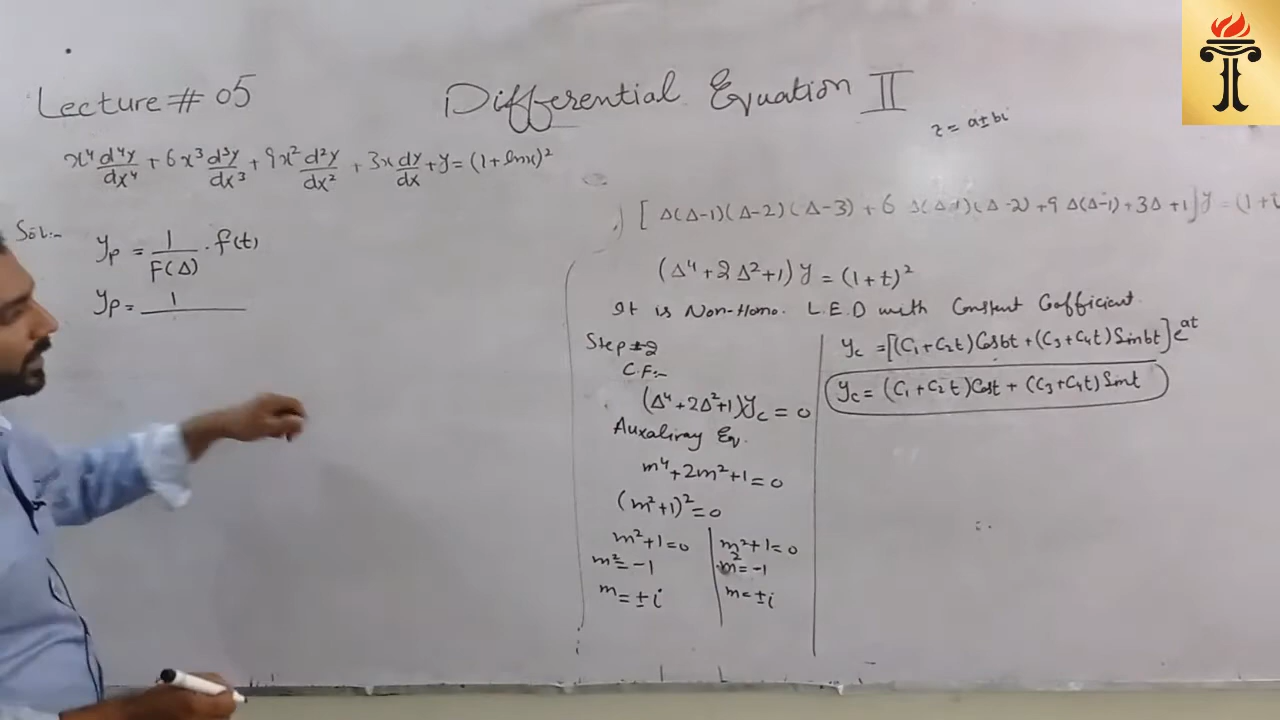 Lecture # 05
Differential Equation II
z = a ± bi
x⁴ d⁴y/dx⁴ + 6x³ d³y/dx³ + 9x² d²y/dx² + 3x dy/dx + y = (1 + lnx)²
Sol:-
yp = 1/F(Δ) · f(t)
yp = 1
[Δ(Δ-1)(Δ-2)(Δ-3) + 6 Δ(Δ-1)(Δ-2) + 9 Δ(Δ-1) + 3Δ + 1]y = (1+
(Δ⁴ + 2Δ² + 1)y = (1+t)²
It is Non-Homo. L.E.D with Constent Cofficient.
Step-2
C.F:-
(Δ⁴ + 2Δ² + 1)yc = 0
Auxaliray Eq.
m⁴ + 2m² + 1 = 0
(m² + 1)² = 0
m² + 1 = 0 | m² + 1 = 0
m² = -1 | m² = -1
m = ± i | m = ± i
yc = [(C₁ + C₂t)Cosbt + (C₃ + C₄t)Sinbt]e^at
yc = (C₁ + C₂t)Cost + (C₃ + C₄t)Sint